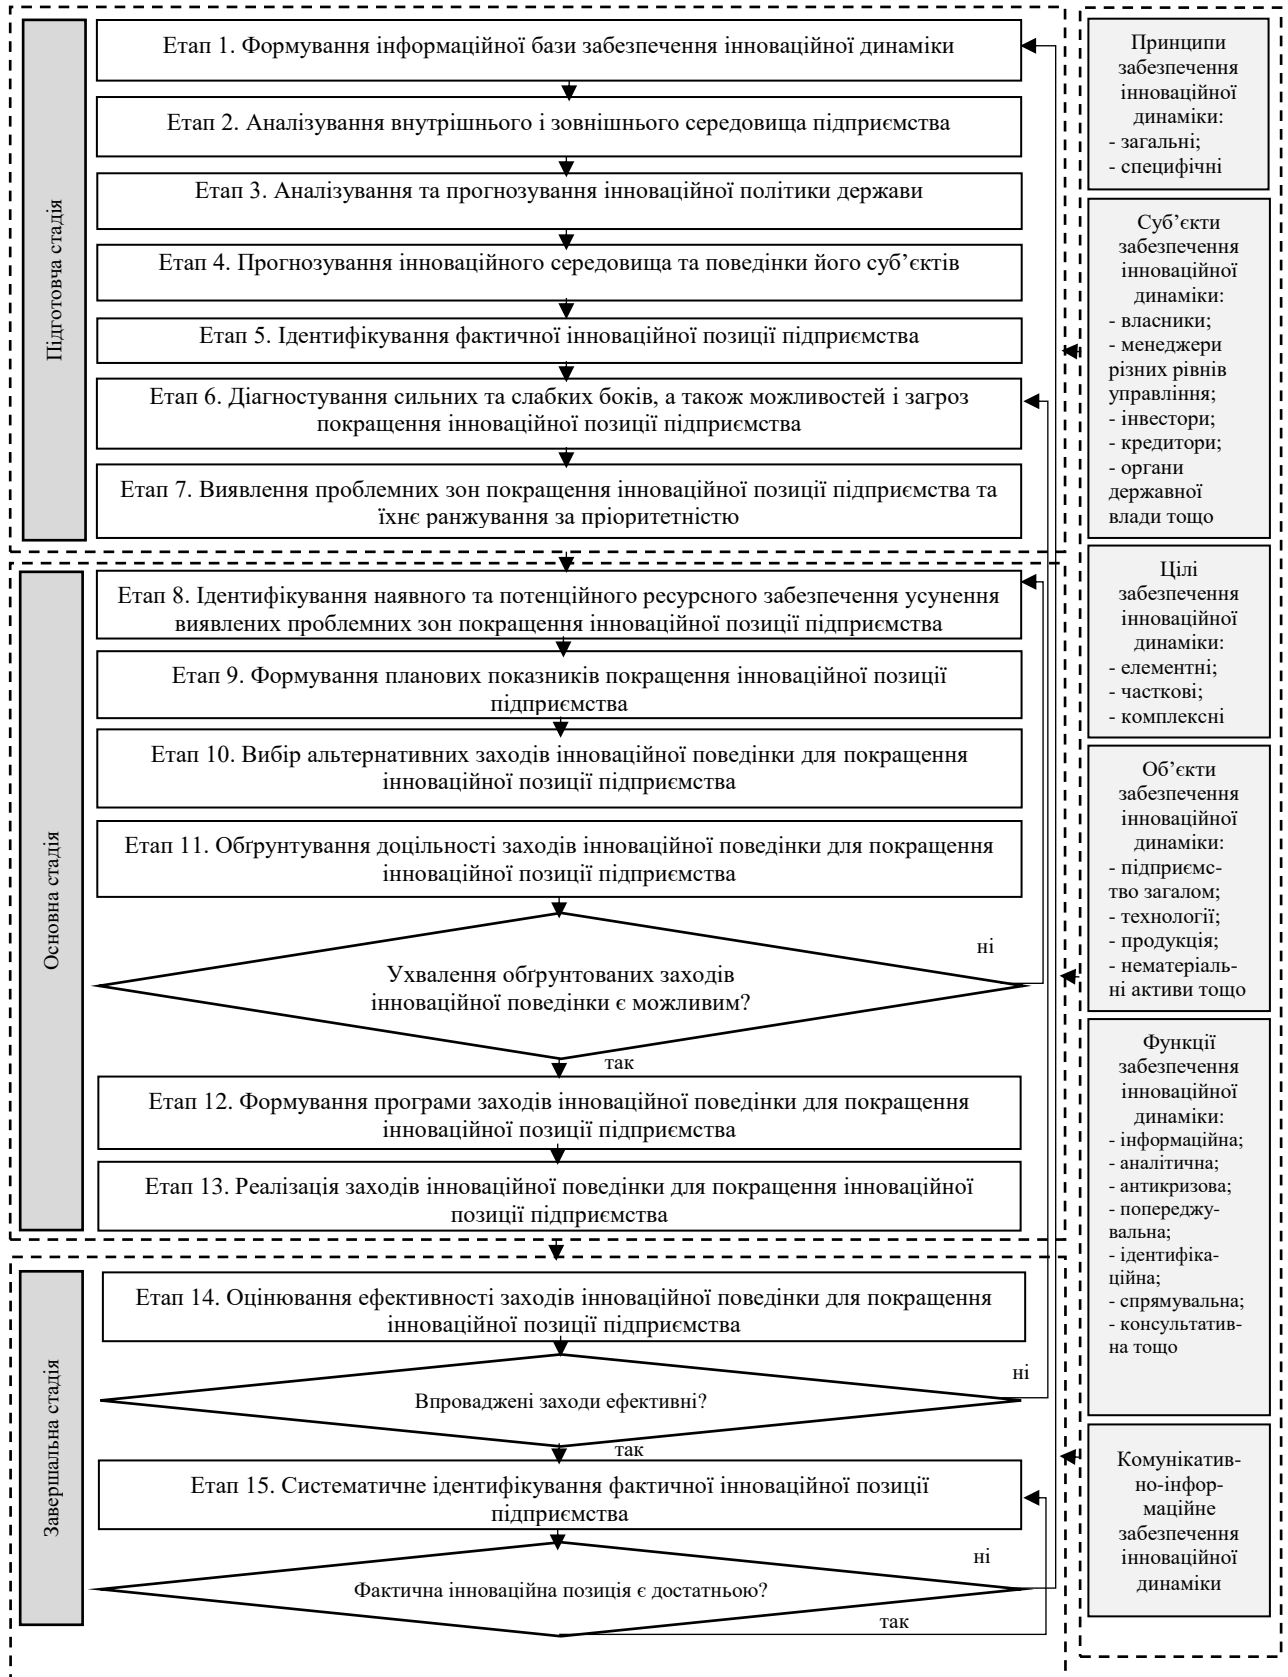 Підготовча стадія
Етап 1. Формування інформаційної бази забезпечення інноваційної динаміки
Етап 2. Аналізування внутрішнього і зовнішнього середовища підприємства
Етап 3. Аналізування та прогнозування інноваційної політики держави
Етап 4. Прогнозування інноваційного середовища та поведінки його суб’єктів
Етап 5. Ідентифікування фактичної інноваційної позиції підприємства
Етап 6. Діагностування сильних та слабких боків, а також можливостей і загроз
покращення інноваційної позиції підприємства
Етап 7. Виявлення проблемних зон покращення інноваційної позиції підприємства та
їхнє ранжування за пріоритетністю
Основна стадія
Етап 8. Ідентифікування наявного та потенційного ресурсного забезпечення усунення
виявлених проблемних зон покращення інноваційної позиції підприємства
Етап 9. Формування планових показників покращення інноваційної позиції
підприємства
Етап 10. Вибір альтернативних заходів інноваційної поведінки для покращення
інноваційної позиції підприємства
Етап 11. Обґрунтування доцільності заходів інноваційної поведінки для покращення
інноваційної позиції підприємства
ні
Ухвалення обґрунтованих заходів
інноваційної поведінки є можливим?
так
Етап 12. Формування програми заходів інноваційної поведінки для покращення
інноваційної позиції підприємства
Етап 13. Реалізація заходів інноваційної поведінки для покращення інноваційної
позиції підприємства
Завершальна стадія
Етап 14. Оцінювання ефективності заходів інноваційної поведінки для покращення
інноваційної позиції підприємства
ні
Впроваджені заходи ефективні?
так
Етап 15. Систематичне ідентифікування фактичної інноваційної позиції
підприємства
ні
Фактична інноваційна позиція є достатньою?
так
Принципи
забезпечення
інноваційної
динаміки:
- загальні;
- специфічні
Суб’єкти
забезпечення
інноваційної
динаміки:
- власники;
- менеджери
різних рівнів
управління;
- інвестори;
- кредитори;
- органи
державної
влади тощо
Цілі
забезпечення
інноваційної
динаміки:
- елементні;
- часткові;
- комплексні
Об’єкти
забезпечення
інноваційної
динаміки:
- підприємс-
тво загалом;
- технології;
- продукція;
- нематеріаль-
ні активи тощо
Функції
забезпечення
інноваційної
динаміки:
- інформаційна;
- аналітична;
- антикризова;
- попереджу-
вальна;
- ідентифіка-
ційна;
- спрямувальна;
- консультатив-
на тощо
Комунікатив-
но-інфор-
маційне
забезпечення
інноваційної
динаміки